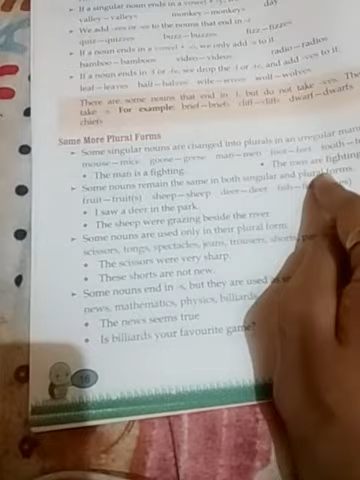 If a singular noun ends in a vowel + y,
valley – valleys monkey – monkeys day
We add -zes or -es to the nouns that end in -z
quiz – quizzes buzz – buzzes fizz – fizzes
If a noun ends in a vowel + -o, we only add -s to it.
bamboo – bamboos video – videos radio – radios
If a noun ends in -f or -fe, we drop the -f or -fe, and add -ves to it.
leaf – leaves half – halves wife – wives wolf – wolves
There are some nouns that end in -f, but do not take -ves. The
take -s. For example: brief – briefs cliff – cliffs dwarf – dwarfs
chiefs
Some More Plural Forms
Some singular nouns are changed into plurals in an irregular man
mouse – mice goose – geese man – men foot – feet tooth – t
The man is a fighting. The men are fighting
Some nouns remain the same in both singular and plural forms.
fruit – fruit(s) sheep – sheep deer – deer fish –
I saw a deer in the park.
The sheep were grazing beside the river.
Some nouns are used only in their plural form.
scissors, tongs, spectacles, jeans, trousers, shorts,
The scissors were very sharp.
These shorts are not new.
Some nouns end in -s, but they are used
news, mathematics, physics, billiards
The news seems true
Is billiards your favourite game?